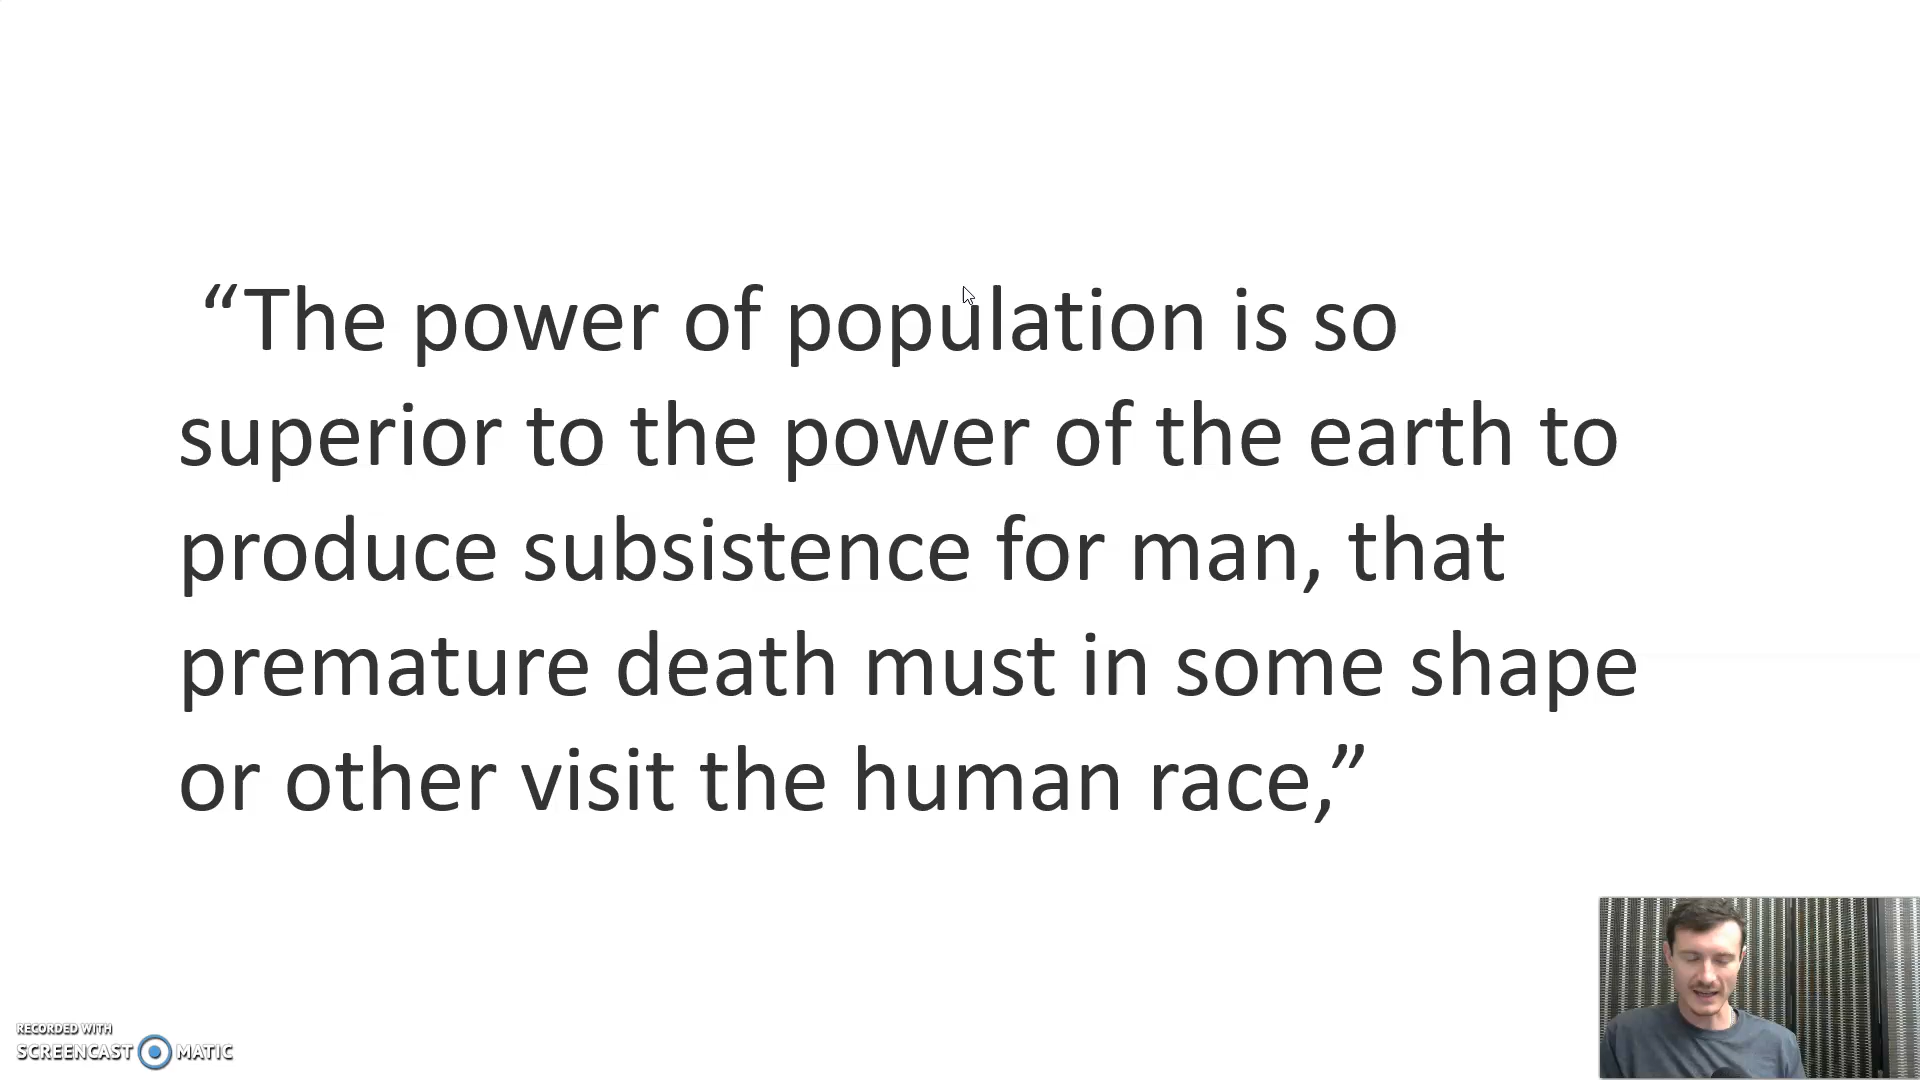 “The power of population is so
superior to the power of the earth to
produce subsistence for man, that
premature death must in some shape
or other visit the human race,”
RECORDED WITH
SCREENCAST MATIC